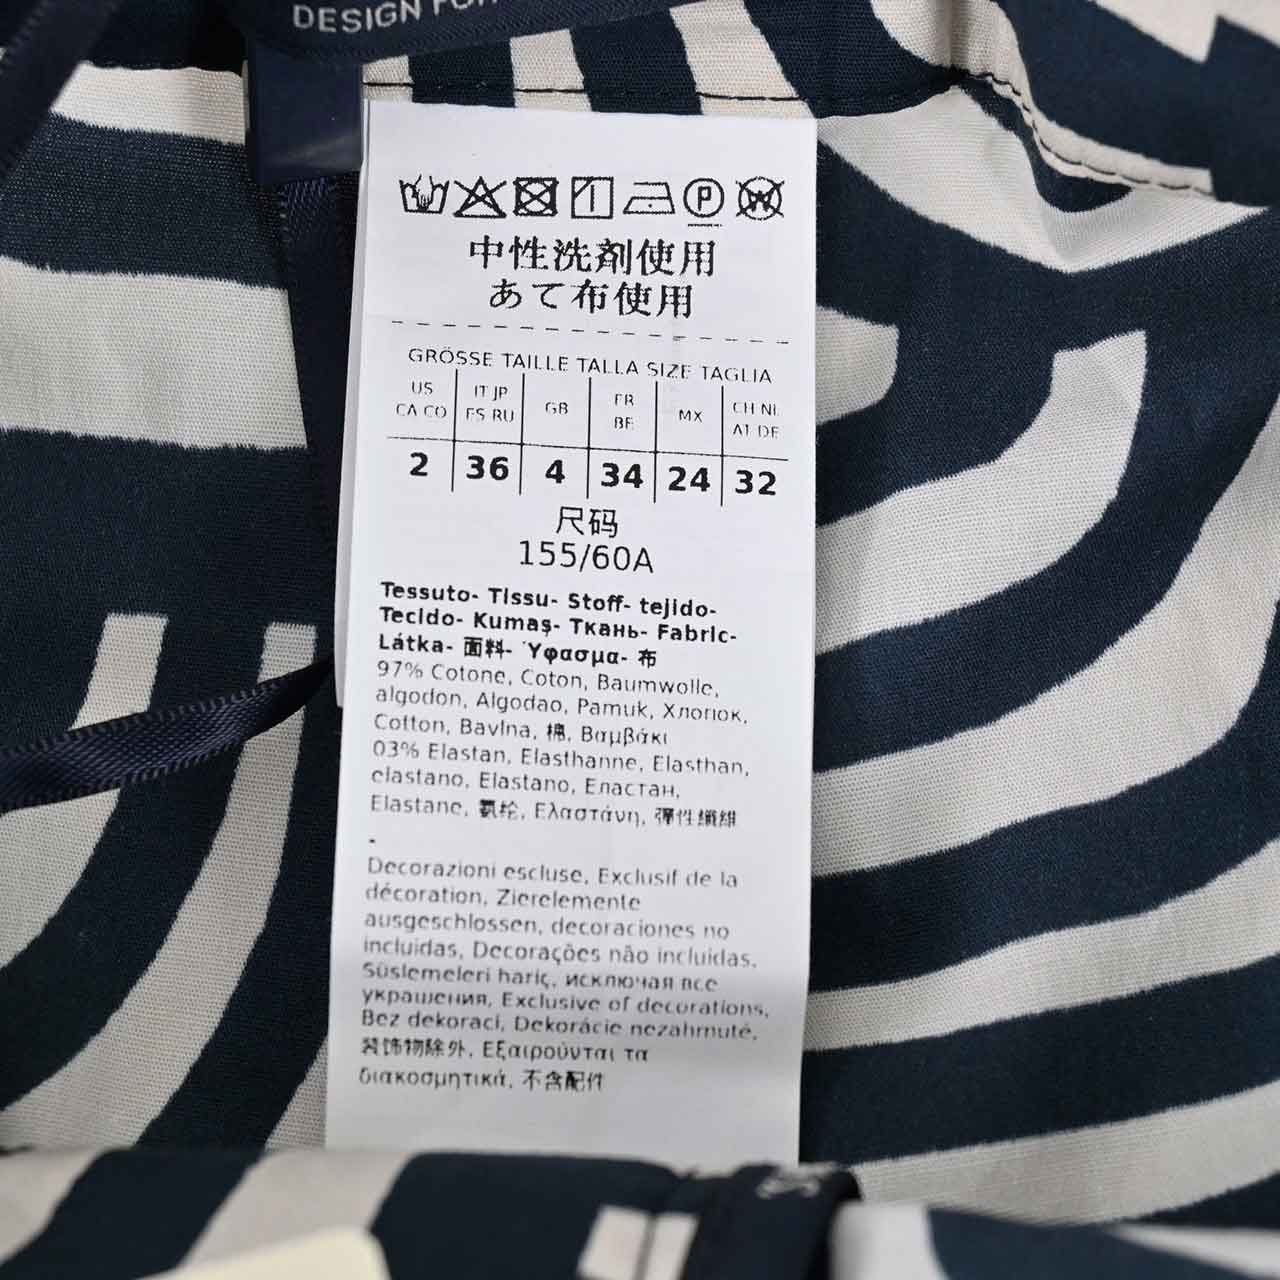 DESIGN FOR
中性洗剤使用
あて布使用
GRÖSSE TAILLE TALLA SIZE TAGLIA
US IT JP GB FR MX CH NL
CA CO ES RU BE AT DE
2 36 4 34 24 32
尺码
155/60A
Tessuto- Tissu- Stoff- tejido-
Tecido- Kumaş- Ткань- Fabric-
Látka- 面料- Ύφασμα- 布
97% Cotone, Coton, Baumwolle,
algodon, Algodao, Pamuk, Хлопок,
Cotton, Bavlna, 棉, Βαμβάκι
03% Elastan, Elasthanne, Elasthan,
elastano, Elastano, Еластан,
Elastane, 氨纶, Ελαστάνη, 彈性纖維
-
Decorazioni escluse, Exclusif de la
décoration, Zierelemente
ausgeschlossen, decoraciones no
incluidas, Decorações não incluidas,
Süslemeleri hariç, исключая все
украшения, Exclusive of decorations,
Bez dekoraci, Dekorácie nezahrnuté,
装饰物除外, Εξαιρούνται τα
διακοσμητικά, 不含配件